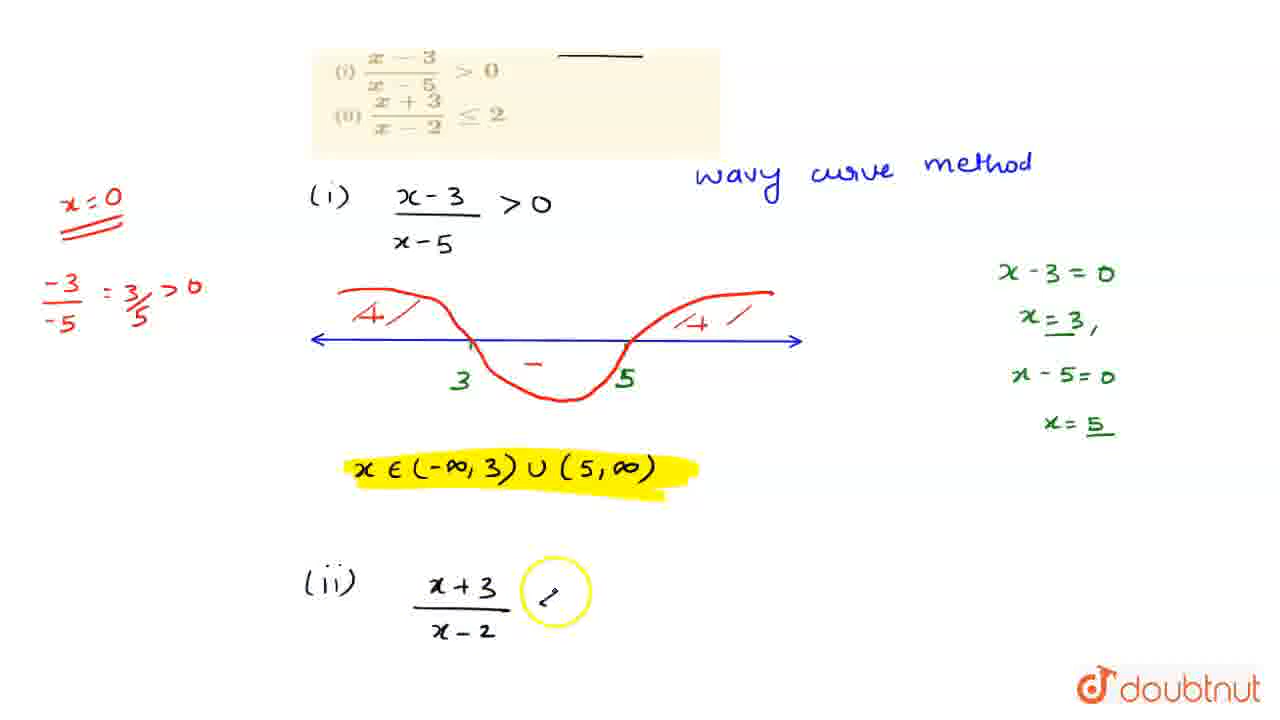 (i) x − 3 / x − 5 > 0
(ii) x + 3 / x − 2 ≤ 2
wavy curve method
x = 0
(i) x - 3 / x - 5 > 0
-3 / -5 = 3/5 > 0
x - 3 = 0
x = 3,
x - 5 = 0
x = 5
+ - +
3 5
x ∈ (-∞, 3) ∪ (5, ∞)
(ii) x + 3 / x - 2
doubtnut